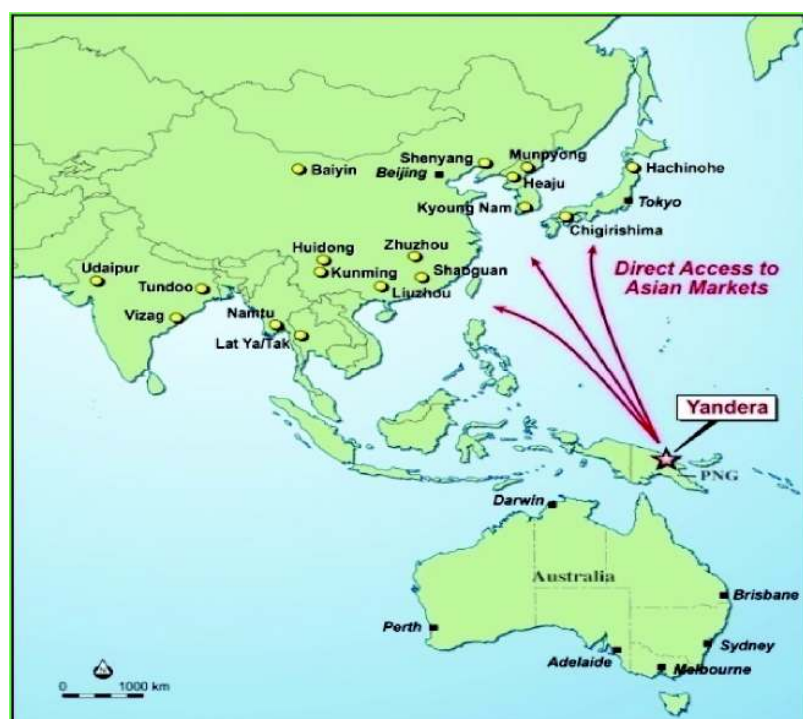 Shenyang
Munpyong
Baiyin
Beijing
Heaju
Hachinohe
Kyoung Nam
Tokyo
Chigirishima
Huidong
Zhuzhou
Udaipur
Kunming
Shaoguan
Direct Access to
Asian Markets
Tundoo
Liuzhou
Vizag
Namtu
Lat Ya/Tak
Yandera
PNG
Darwin
Australia
Brisbane
Perth
Sydney
Adelaide
Melbourne
N
0 1000 km